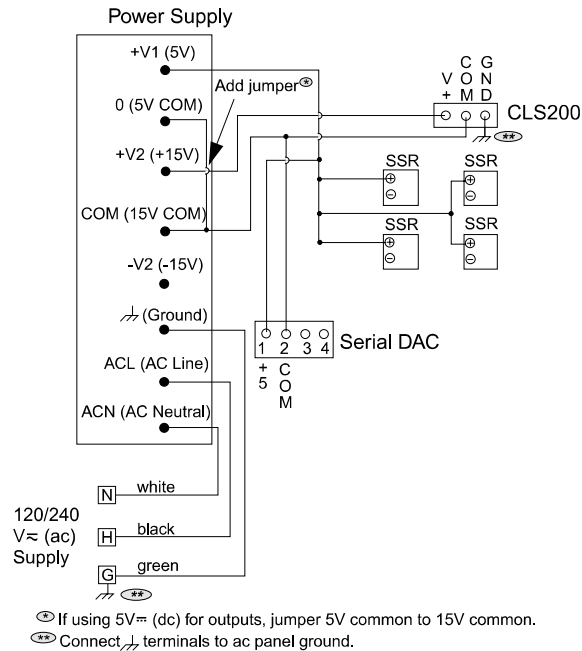 Power Supply
+V1 (5V)
0 (5V COM)
Add jumper*
+V2 (+15V)
COM (15V COM)
-V2 (-15V)
(Ground)
ACL (AC Line)
ACN (AC Neutral)
V+
COM
GND
CLS200
**
SSR
SSR
SSR
SSR
1 2 3 4
Serial DAC
+5
COM
N
white
120/240
V≂ (ac)
Supply
H
black
G
green
**
* If using 5V⎓ (dc) for outputs, jumper 5V common to 15V common.
** Connect terminals to ac panel ground.